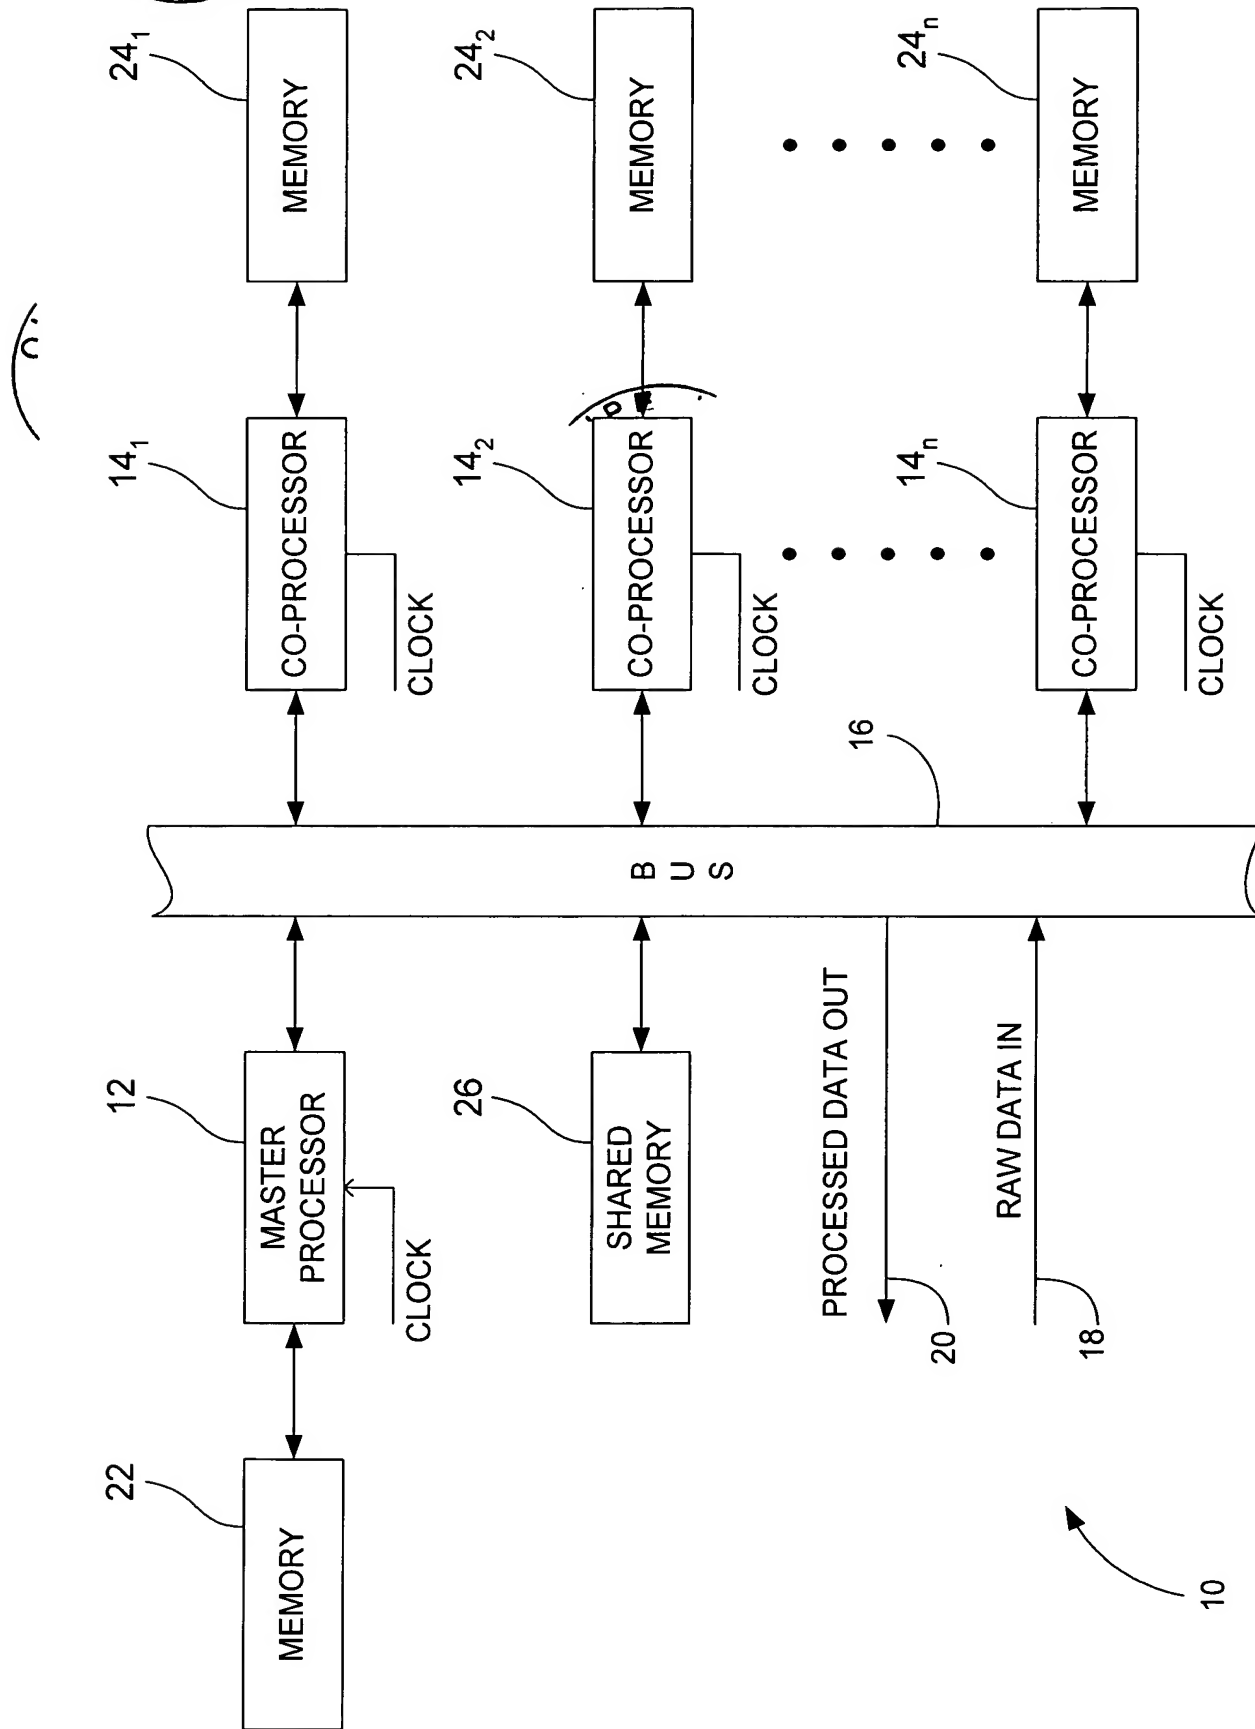 22
MEMORY
12
MASTER
PROCESSOR
CLOCK
26
SHARED
MEMORY
PROCESSED DATA OUT
20
RAW DATA IN
18
10
BUS
16
14₁
CO-PROCESSOR
CLOCK
24₁
MEMORY
14₂
CO-PROCESSOR
CLOCK
24₂
MEMORY
14ₙ
CO-PROCESSOR
CLOCK
24ₙ
MEMORY